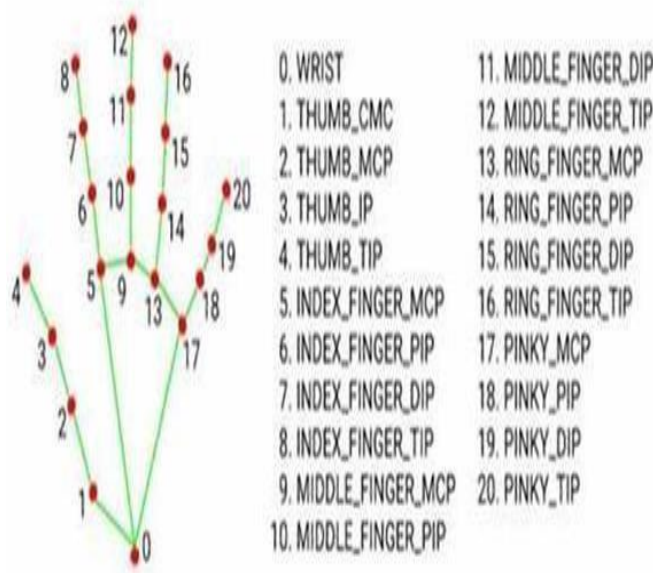 12
8
16
11
7
15
6
10
20
14
19
4
5
9
13
18
3
17
2
1
0
0. WRIST
1. THUMB_CMC
2. THUMB_MCP
3. THUMB_IP
4. THUMB_TIP
5. INDEX_FINGER_MCP
6. INDEX_FINGER_PIP
7. INDEX_FINGER_DIP
8. INDEX_FINGER_TIP
9. MIDDLE_FINGER_MCP
10. MIDDLE_FINGER_PIP
11. MIDDLE_FINGER_DIP
12. MIDDLE_FINGER_TIP
13. RING_FINGER_MCP
14. RING_FINGER_PIP
15. RING_FINGER_DIP
16. RING_FINGER_TIP
17. PINKY_MCP
18. PINKY_PIP
19. PINKY_DIP
20. PINKY_TIP